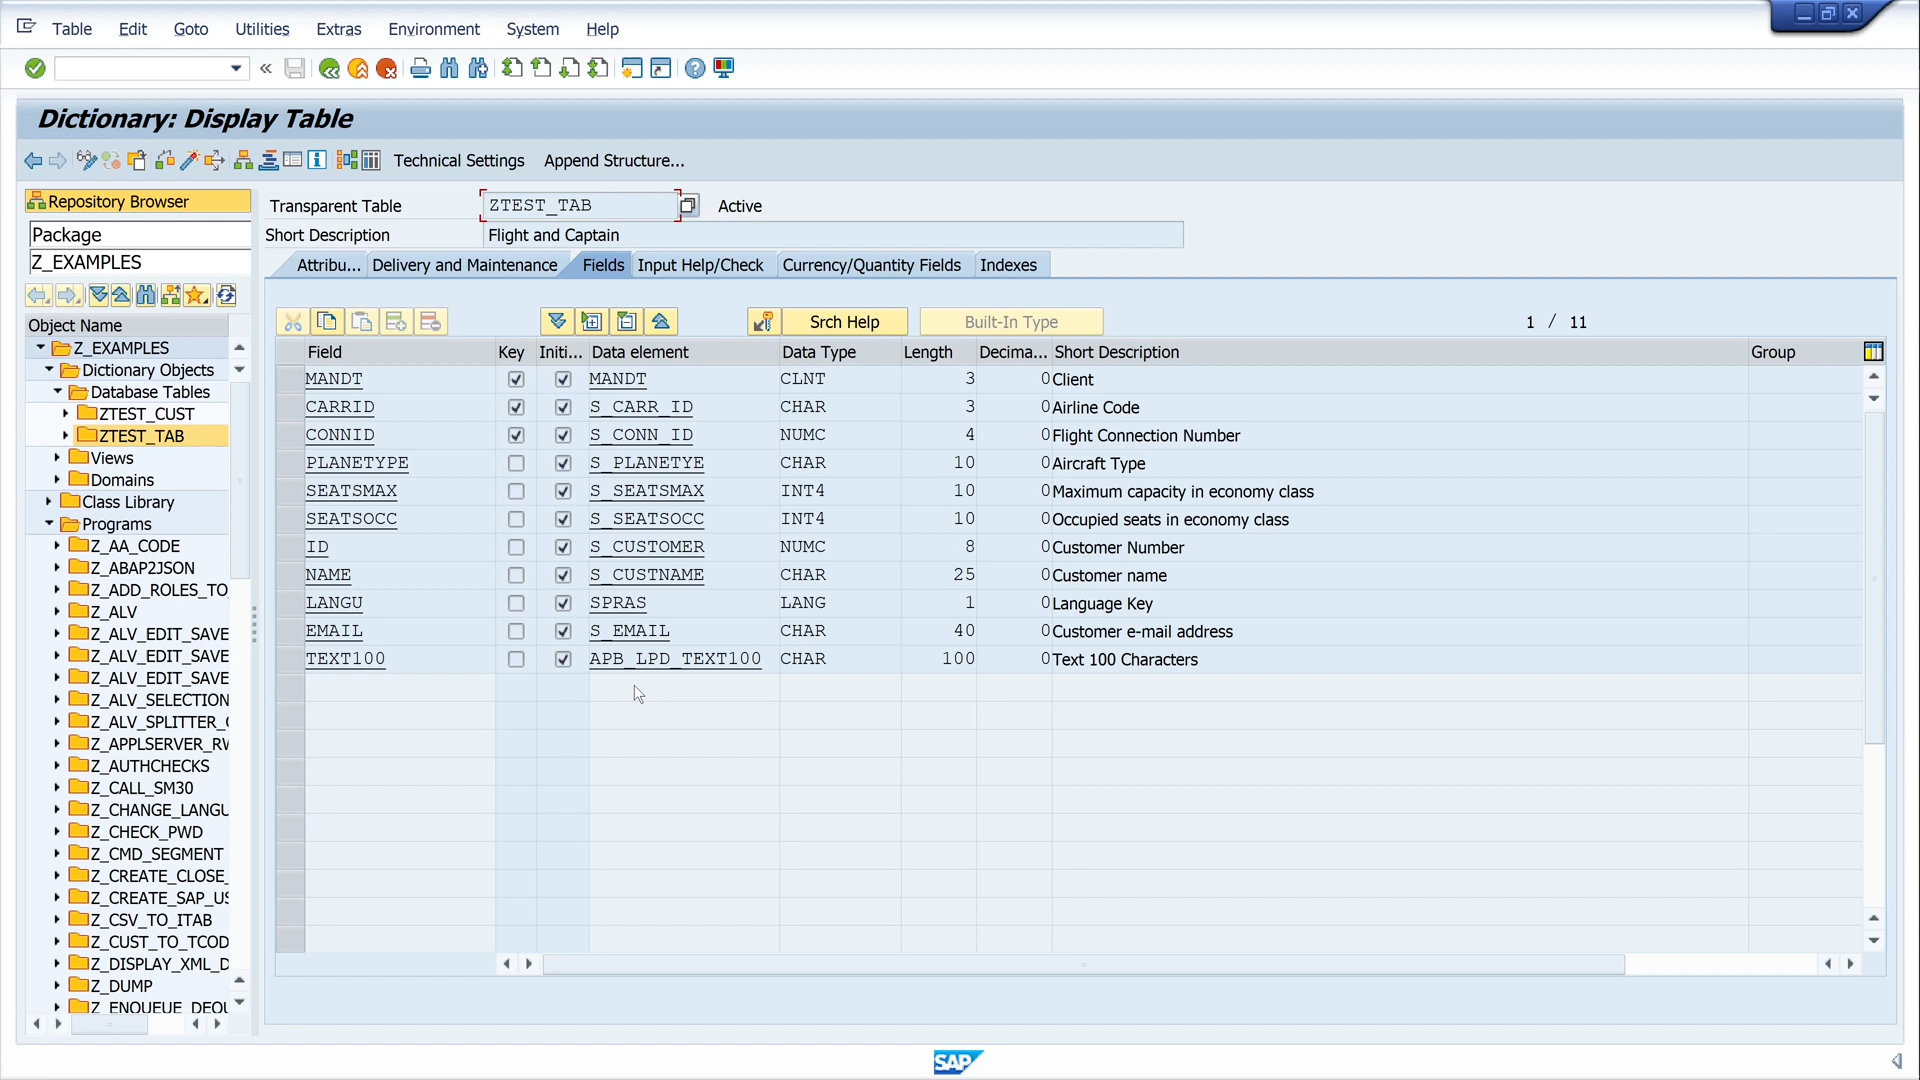 Table Edit Goto Utilities Extras Environment System Help
Dictionary: Display Table
Technical Settings Append Structure...
Repository Browser
Package
Z_EXAMPLES
Object Name
Z_EXAMPLES
Dictionary Objects
Database Tables
ZTEST_CUST
ZTEST_TAB
Views
Domains
Class Library
Programs
Z_AA_CODE
Z_ABAP2JSON
Z_ADD_ROLES_TO_
Z_ALV
Z_ALV_EDIT_SAVE
Z_ALV_EDIT_SAVE
Z_ALV_EDIT_SAVE
Z_ALV_SELECTION
Z_ALV_SPLITTER_
Z_APPLSERVER_RW
Z_AUTHCHECKS
Z_CALL_SM30
Z_CHANGE_LANGU
Z_CHECK_PWD
Z_CMD_SEGMENT
Z_CREATE_CLOSE_
Z_CREATE_SAP_US
Z_CSV_TO_ITAB
Z_CUST_TO_TCOD
Z_DISPLAY_XML_D
Z_DUMP
Z_ENQUEUE_DEQU
Transparent Table ZTEST_TAB Active
Short Description Flight and Captain
Attribu... Delivery and Maintenance Fields Input Help/Check Currency/Quantity Fields Indexes
Srch Help Built-In Type 1 / 11
Field Key Initi... Data element Data Type Length Decima... Short Description Group
MANDT MANDT CLNT 3 0 Client
CARRID S_CARR_ID CHAR 3 0 Airline Code
CONNID S_CONN_ID NUMC 4 0 Flight Connection Number
PLANETYPE S_PLANETYE CHAR 10 0 Aircraft Type
SEATSMAX S_SEATSMAX INT4 10 0 Maximum capacity in economy class
SEATSOCC S_SEATSOCC INT4 10 0 Occupied seats in economy class
ID S_CUSTOMER NUMC 8 0 Customer Number
NAME S_CUSTNAME CHAR 25 0 Customer name
LANGU SPRAS LANG 1 0 Language Key
EMAIL S_EMAIL CHAR 40 0 Customer e-mail address
TEXT100 APB_LPD_TEXT100 CHAR 100 0 Text 100 Characters
SAP